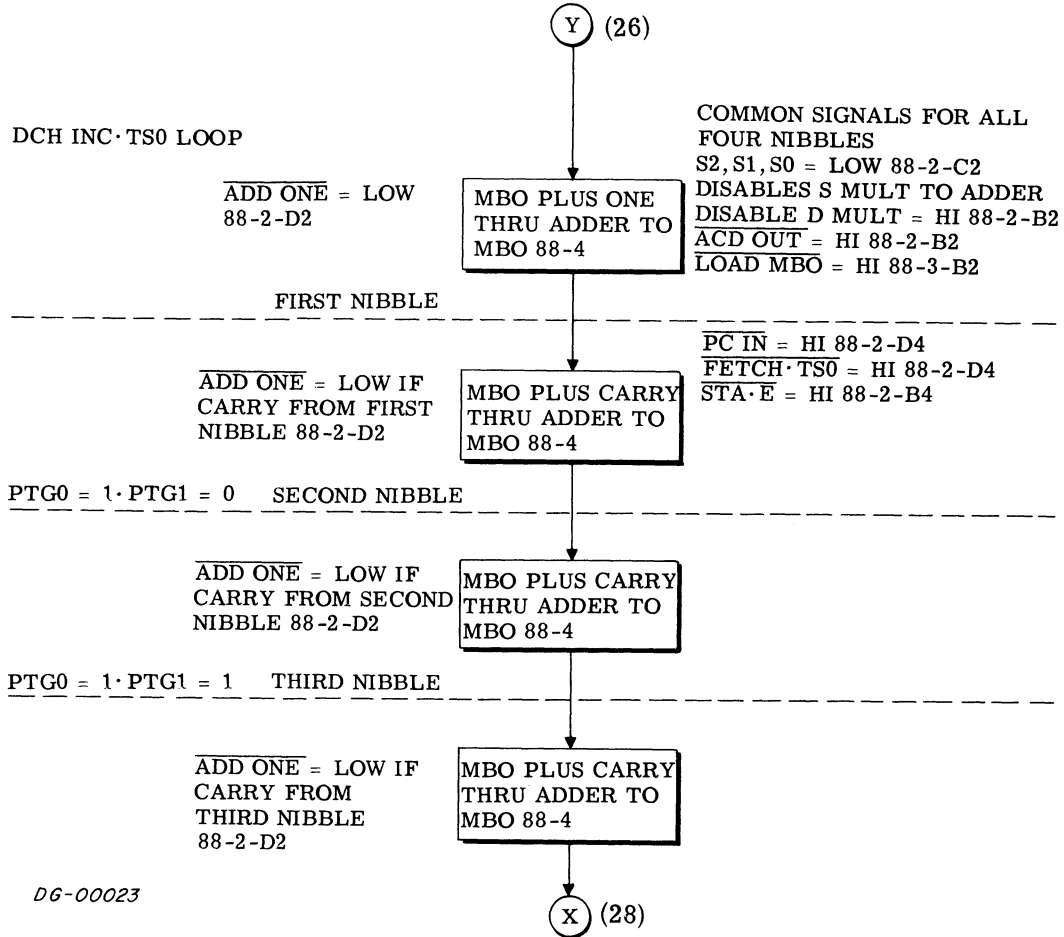 Y (26)
DCH INC·TS0 LOOP
COMMON SIGNALS FOR ALL
FOUR NIBBLES
S2, S1, S0 = LOW 88-2-C2
DISABLES S MULT TO ADDER
DISABLE D MULT = HI 88-2-B2
ACD OUT = HI 88-2-B2
LOAD MBO = HI 88-3-B2
ADD ONE = LOW
88-2-D2
MBO PLUS ONE
THRU ADDER TO
MBO 88-4
FIRST NIBBLE
PC IN = HI 88-2-D4
FETCH·TS0 = HI 88-2-D4
STA·E = HI 88-2-B4
ADD ONE = LOW IF
CARRY FROM FIRST
NIBBLE 88-2-D2
MBO PLUS CARRY
THRU ADDER TO
MBO 88-4
PTG0 = 1·PTG1 = 0 SECOND NIBBLE
ADD ONE = LOW IF
CARRY FROM SECOND
NIBBLE 88-2-D2
MBO PLUS CARRY
THRU ADDER TO
MBO 88-4
PTG0 = 1·PTG1 = 1 THIRD NIBBLE
ADD ONE = LOW IF
CARRY FROM
THIRD NIBBLE
88-2-D2
MBO PLUS CARRY
THRU ADDER TO
MBO 88-4
DG-00023
X (28)